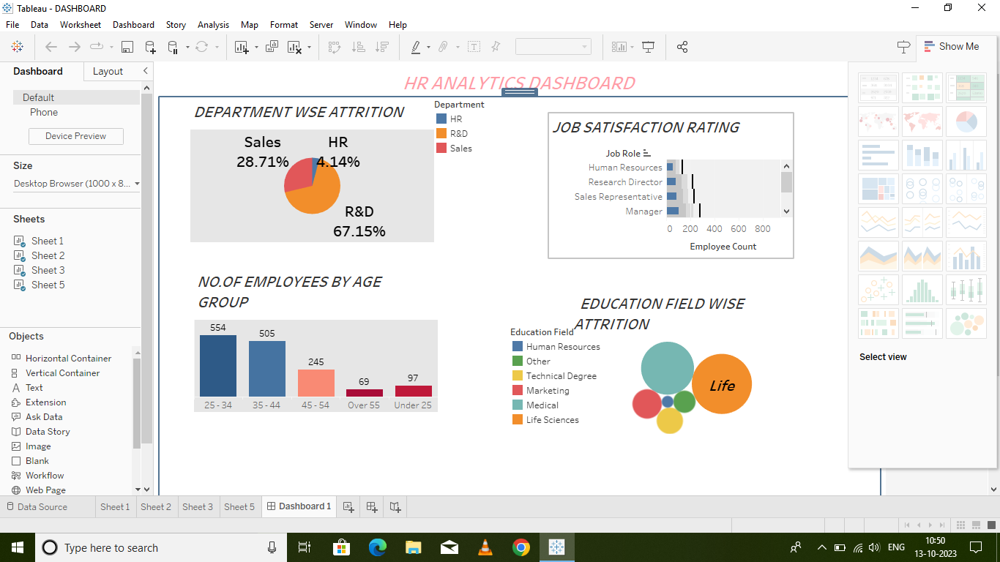 Tableau - DASHBOARD
File Data Worksheet Dashboard Story Analysis Map Format Server Window Help
Show Me
Dashboard Layout
Default
Phone
Device Preview
Size
Desktop Browser (1000 x 8...
Sheets
Sheet 1
Sheet 2
Sheet 3
Sheet 5
Objects
Horizontal Container
Vertical Container
Text
Extension
Ask Data
Data Story
Image
Blank
Workflow
Web Page
HR ANALYTICS DASHBOARD
DEPARTMENT WSE ATTRITION
Sales
28.71%
HR
4.14%
R&D
67.15%
Department
HR
R&D
Sales
JOB SATISFACTION RATING
Job Role
Human Resources
Research Director
Sales Representative
Manager
0 200 400 600 800
Employee Count
NO.OF EMPLOYEES BY AGE
GROUP
554 505 245 69 97
25 - 34 35 - 44 45 - 54 Over 55 Under 25
EDUCATION FIELD WISE
ATTRITION
Education Field
Human Resources
Other
Technical Degree
Marketing
Medical
Life Sciences
Life
Select view
Data Source Sheet 1 Sheet 2 Sheet 3 Sheet 5 Dashboard 1
Type here to search
ENG
10:50
13-10-2023